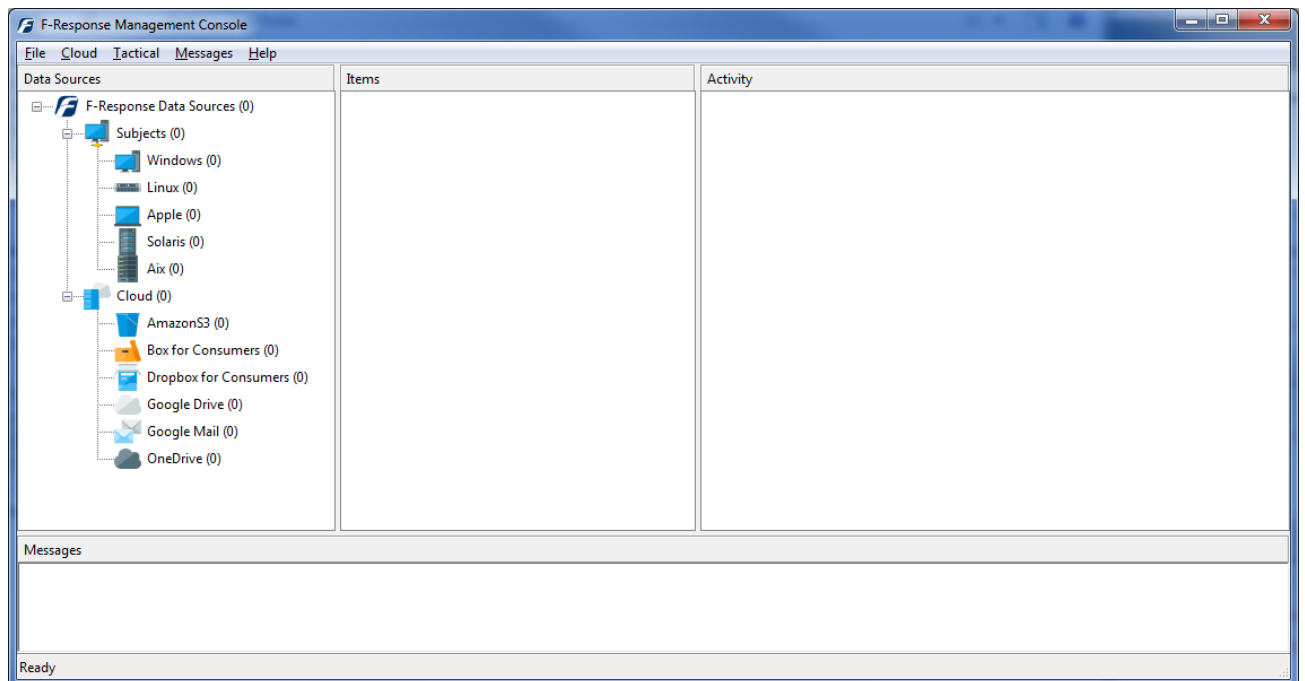 F-Response Management Console
File Cloud Tactical Messages Help
Data Sources
Items
Activity
F-Response Data Sources (0)
Subjects (0)
Windows (0)
Linux (0)
Apple (0)
Solaris (0)
Aix (0)
Cloud (0)
AmazonS3 (0)
Box for Consumers (0)
Dropbox for Consumers (0)
Google Drive (0)
Google Mail (0)
OneDrive (0)
Messages
Ready